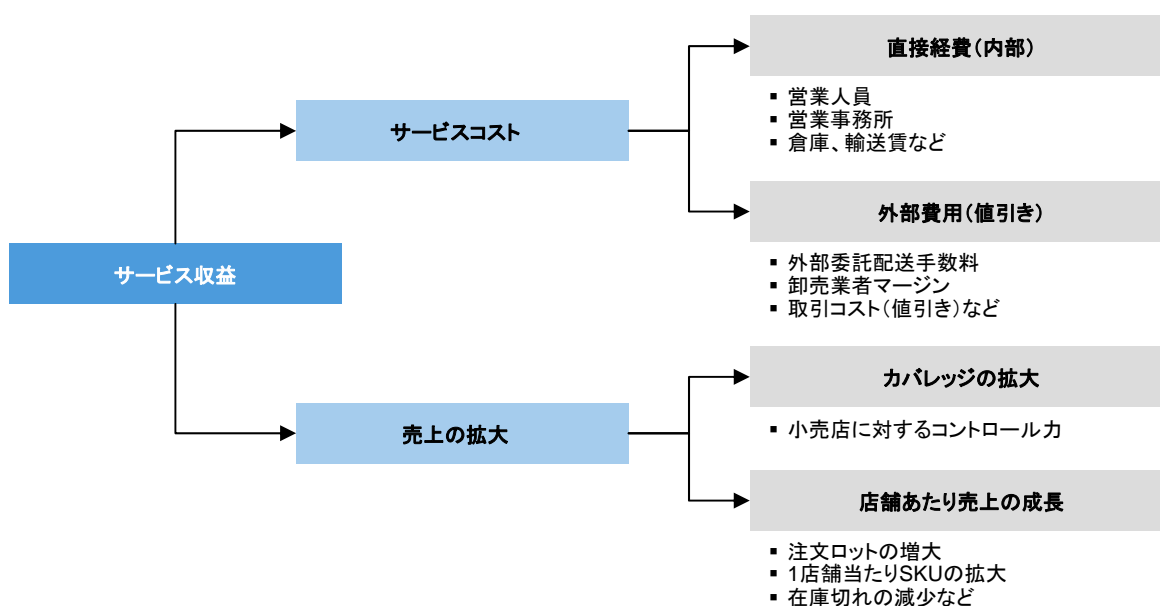 サービス収益
サービスコスト
直接経費（内部）
▪ 営業人員
▪ 営業事務所
▪ 倉庫、輸送賃など
外部費用（値引き）
▪ 外部委託配送手数料
▪ 卸売業者マージン
▪ 取引コスト（値引き）など
売上の拡大
カバレッジの拡大
▪ 小売店に対するコントロール力
店舗あたり売上の成長
▪ 注文ロットの増大
▪ 1店舗当たりSKUの拡大
▪ 在庫切れの減少など